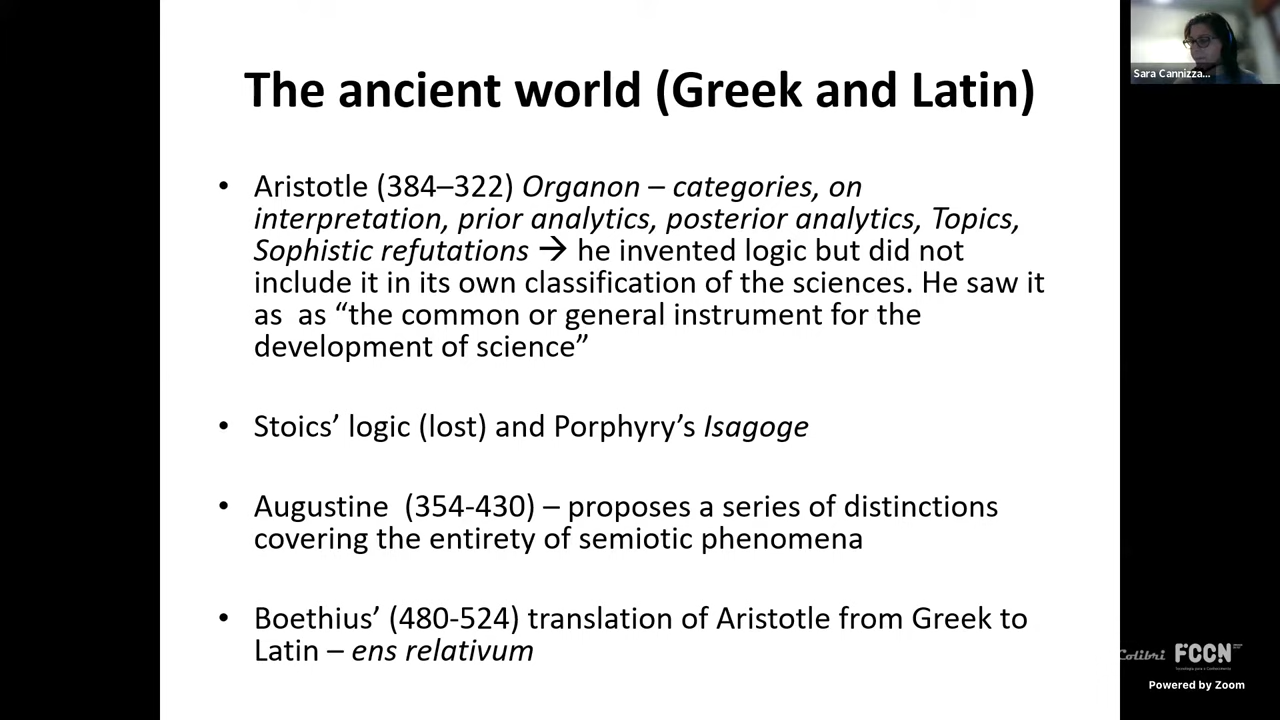 The ancient world (Greek and Latin)
• Aristotle (384–322) Organon – categories, on
interpretation, prior analytics, posterior analytics, Topics,
Sophistic refutations → he invented logic but did not
include it in its own classification of the sciences. He saw it
as  as “the common or general instrument for the
development of science”
• Stoics’ logic (lost) and Porphyry’s Isagoge
• Augustine  (354-430) – proposes a series of distinctions
covering the entirety of semiotic phenomena
• Boethius’ (480-524) translation of Aristotle from Greek to
Latin – ens relativum
Sara Cannizza...
Colibri FCCN
Powered by Zoom